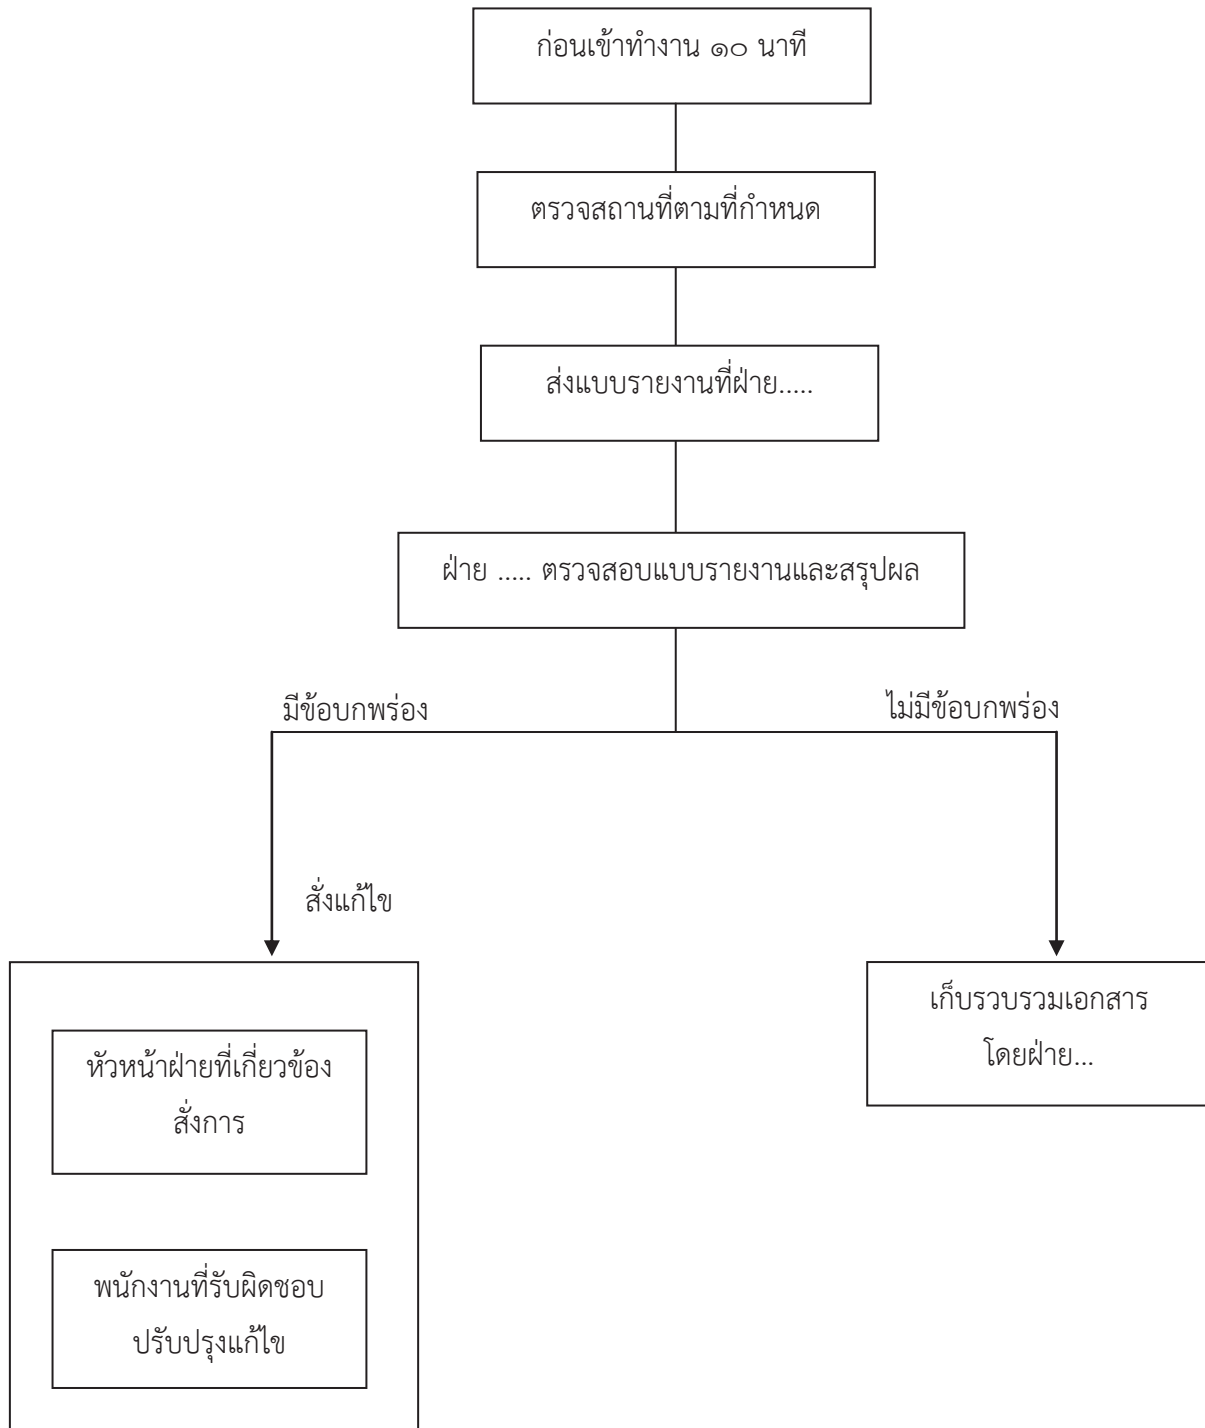 ก่อนเข้าทำงาน ๑๐ นาที
ตรวจสถานที่ตามที่กำหนด
ส่งแบบรายงานที่ฝ่าย.....
ฝ่าย ..... ตรวจสอบแบบรายงานและสรุปผล
มีข้อบกพร่อง
ไม่มีข้อบกพร่อง
สั่งแก้ไข
หัวหน้าฝ่ายที่เกี่ยวข้อง
สั่งการ
พนักงานที่รับผิดชอบ
ปรับปรุงแก้ไข
เก็บรวบรวมเอกสาร
โดยฝ่าย...